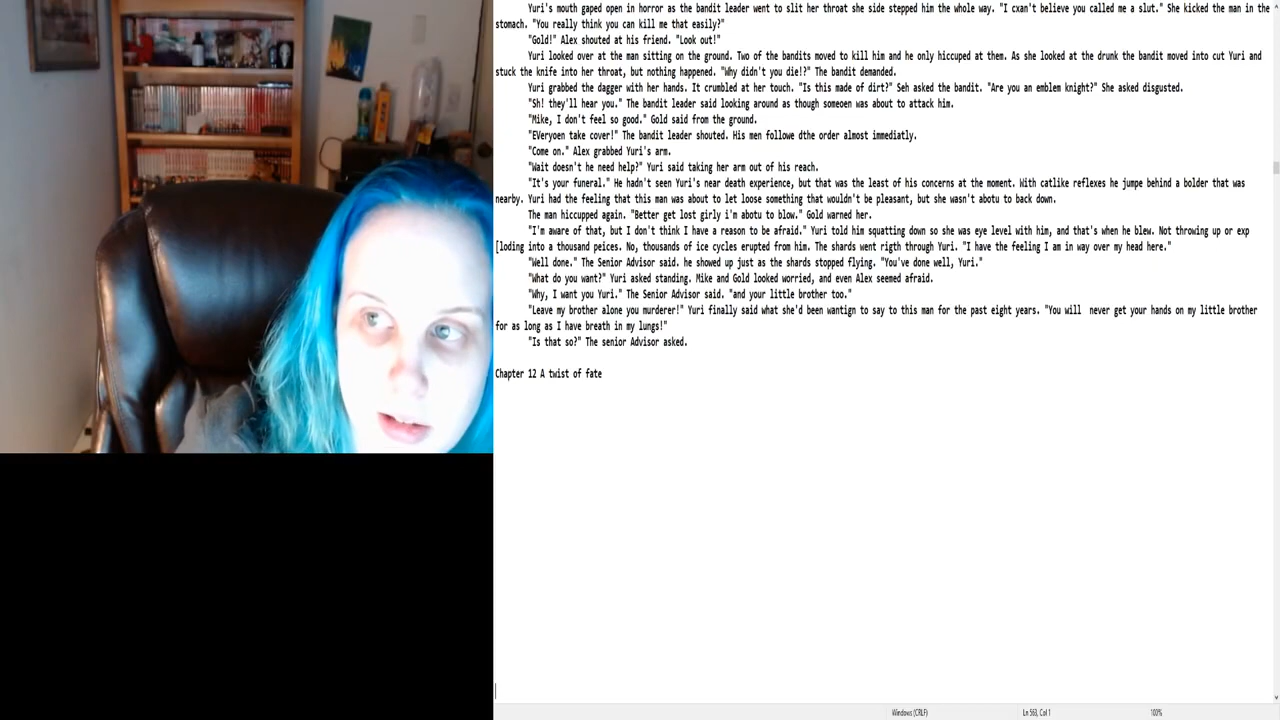 Yuri's mouth gaped open in horror as the bandit leader went to slit her throat she side stepped him the whole way. "I cxan't believe you called me a slut." She kicked the man in the
stomach. "You really think you can kill me that easily?"
"Gold!" Alex shouted at his friend. "Look out!"
Yuri looked over at the man sitting on the ground. Two of the bandits moved to kill him and he only hiccuped at them. As she looked at the drunk the bandit moved into cut Yuri and
stuck the knife into her throat, but nothing happened. "Why didn't you die!?" The bandit demanded.
Yuri grabbed the dagger with her hands. It crumbled at her touch. "Is this made of dirt?" Seh asked the bandit. "Are you an emblem knight?" She asked disgusted.
"Sh! they'll hear you." The bandit leader said looking around as though someoen was about to attack him.
"Mike, I don't feel so good." Gold said from the ground.
"EVeryoen take cover!" The bandit leader shouted. His men followe dthe order almost immediatly.
"Come on." Alex grabbed Yuri's arm.
"Wait doesn't he need help?" Yuri said taking her arm out of his reach.
"It's your funeral." He hadn't seen Yuri's near death experience, but that was the least of his concerns at the moment. With catlike reflexes he jumpe behind a bolder that was
nearby. Yuri had the feeling that this man was about to let loose something that wouldn't be pleasant, but she wasn't abotu to back down.
The man hiccupped again. "Better get lost girly i'm abotu to blow." Gold warned her.
"I'm aware of that, but I don't think I have a reason to be afraid." Yuri told him squatting down so she was eye level with him, and that's when he blew. Not throwing up or exp
[loding into a thousand peices. No, thousands of ice cycles erupted from him. The shards went rigth through Yuri. "I have the feeling I am in way over my head here."
"Well done." The Senior Advisor said. he showed up just as the shards stopped flying. "You've done well, Yuri."
"What do you want?" Yuri asked standing. Mike and Gold looked worried, and even Alex seemed afraid.
"Why, I want you Yuri." The Senior Advisor said. "and your little brother too."
"Leave my brother alone you murderer!" Yuri finally said what she'd been wantign to say to this man for the past eight years. "You will  never get your hands on my little brother
for as long as I have breath in my lungs!"
"Is that so?" The senior Advisor asked.
Chapter 12 A twist of fate
Windows (CRLF) Ln 563, Col 1 100%